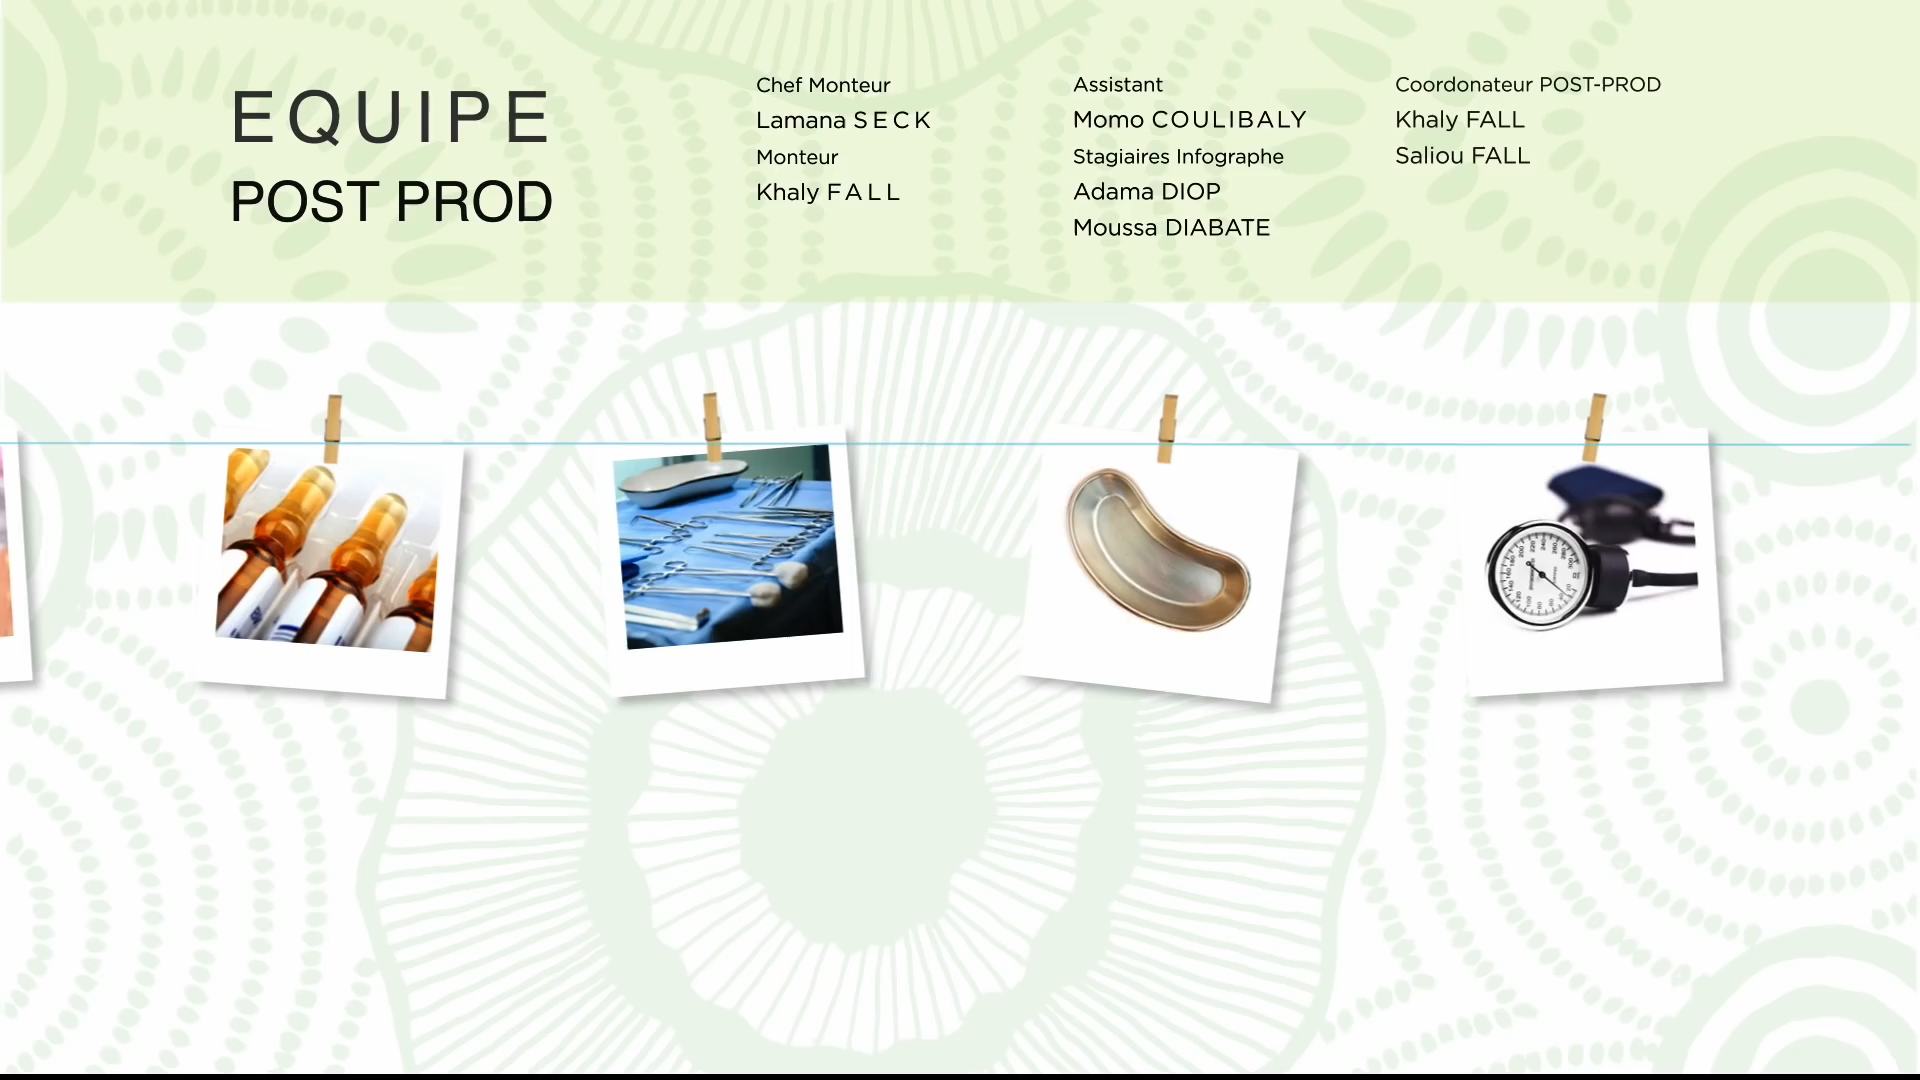 EQUIPE
POST PROD
Chef Monteur
Lamana SECK
Monteur
Khaly FALL
Assistant
Momo COULIBALY
Stagiaires Infographe
Adama DIOP
Moussa DIABATE
Coordonateur POST-PROD
Khaly FALL
Saliou FALL